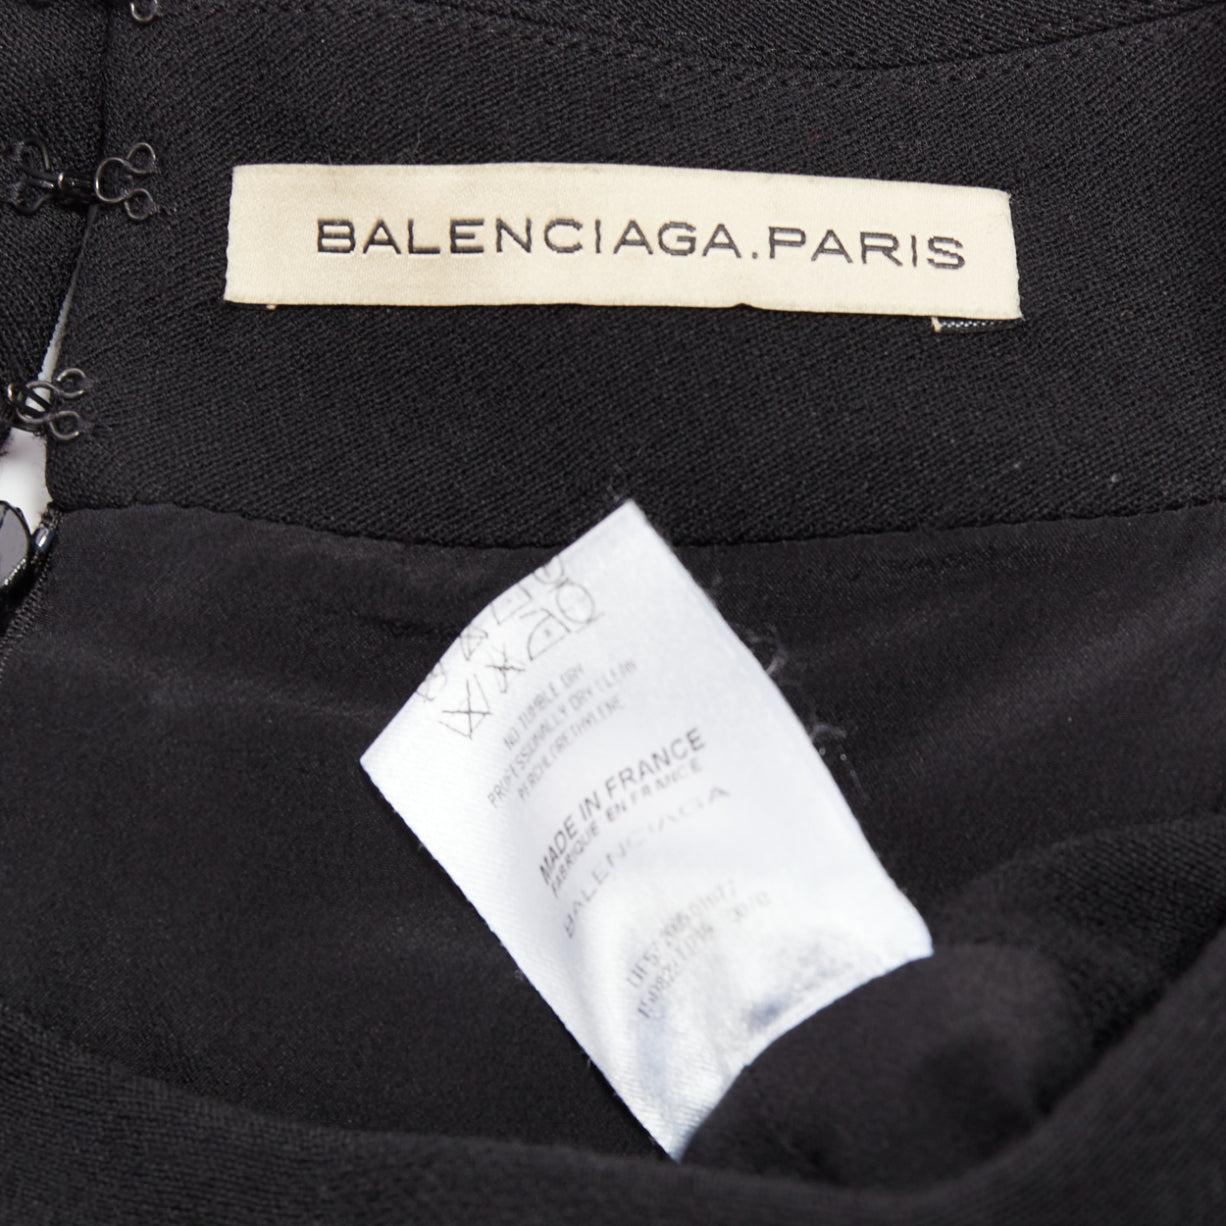 BALENCIAGA.PARIS
NO TUMBLE DRY
PROFESSIONALLY DRY CLEAN
PERCHLORETHYLENE
MADE IN FRANCE
FABRIQUE EN FRANCE
BALENCIAGA